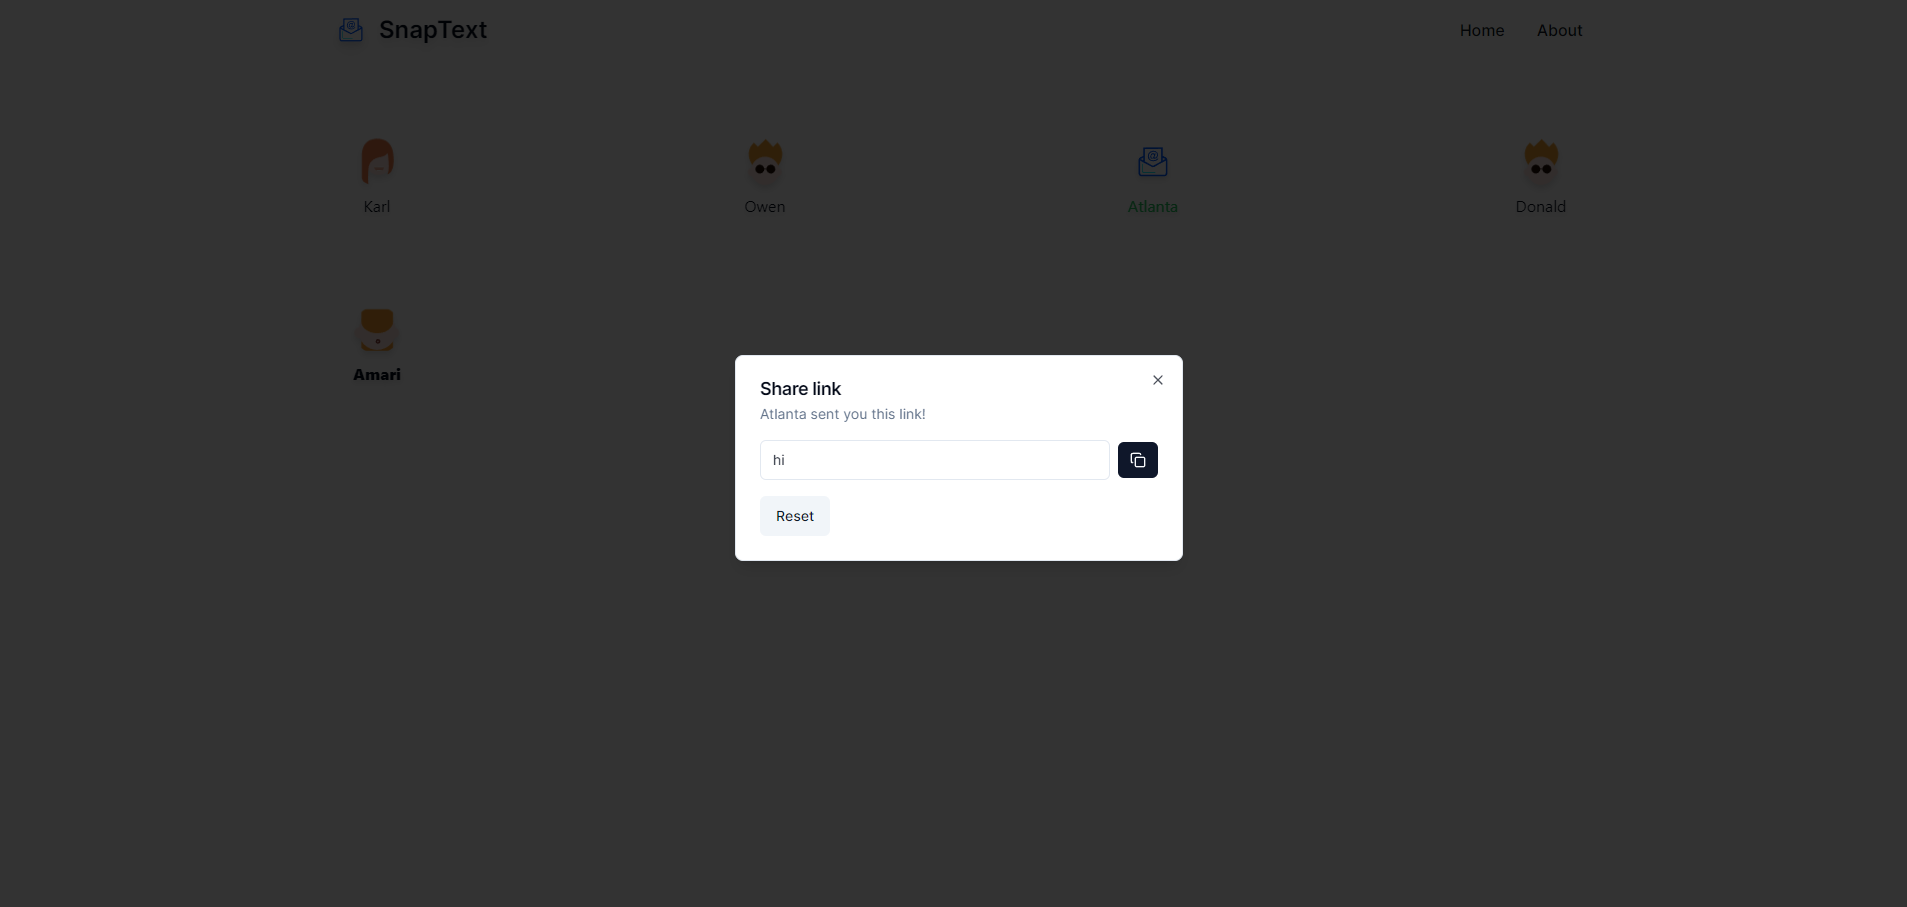 SnapText
Home
About
Karl
Owen
Atlanta
Donald
Amari
Share link
Atlanta sent you this link!
hi
Reset